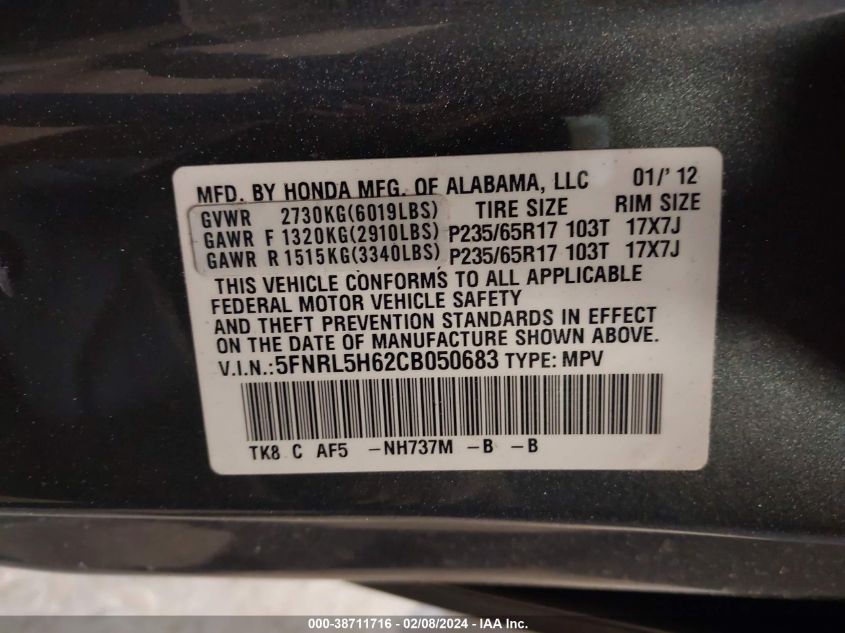 MFD. BY HONDA MFG. OF ALABAMA, LLC 01/' 12
GVWR 2730KG(6019LBS) TIRE SIZE RIM SIZE
GAWR F 1320KG(2910LBS) P235/65R17 103T 17X7J
GAWR R 1515KG(3340LBS) P235/65R17 103T 17X7J
THIS VEHICLE CONFORMS TO ALL APPLICABLE
FEDERAL MOTOR VEHICLE SAFETY
AND THEFT PREVENTION STANDARDS IN EFFECT
ON THE DATE OF MANUFACTURE SHOWN ABOVE.
V.I.N.:5FNRL5H62CB050683 TYPE: MPV
TK8 C AF5 -NH737M -B -B
000-38711716 - 02/08/2024 - IAA Inc.